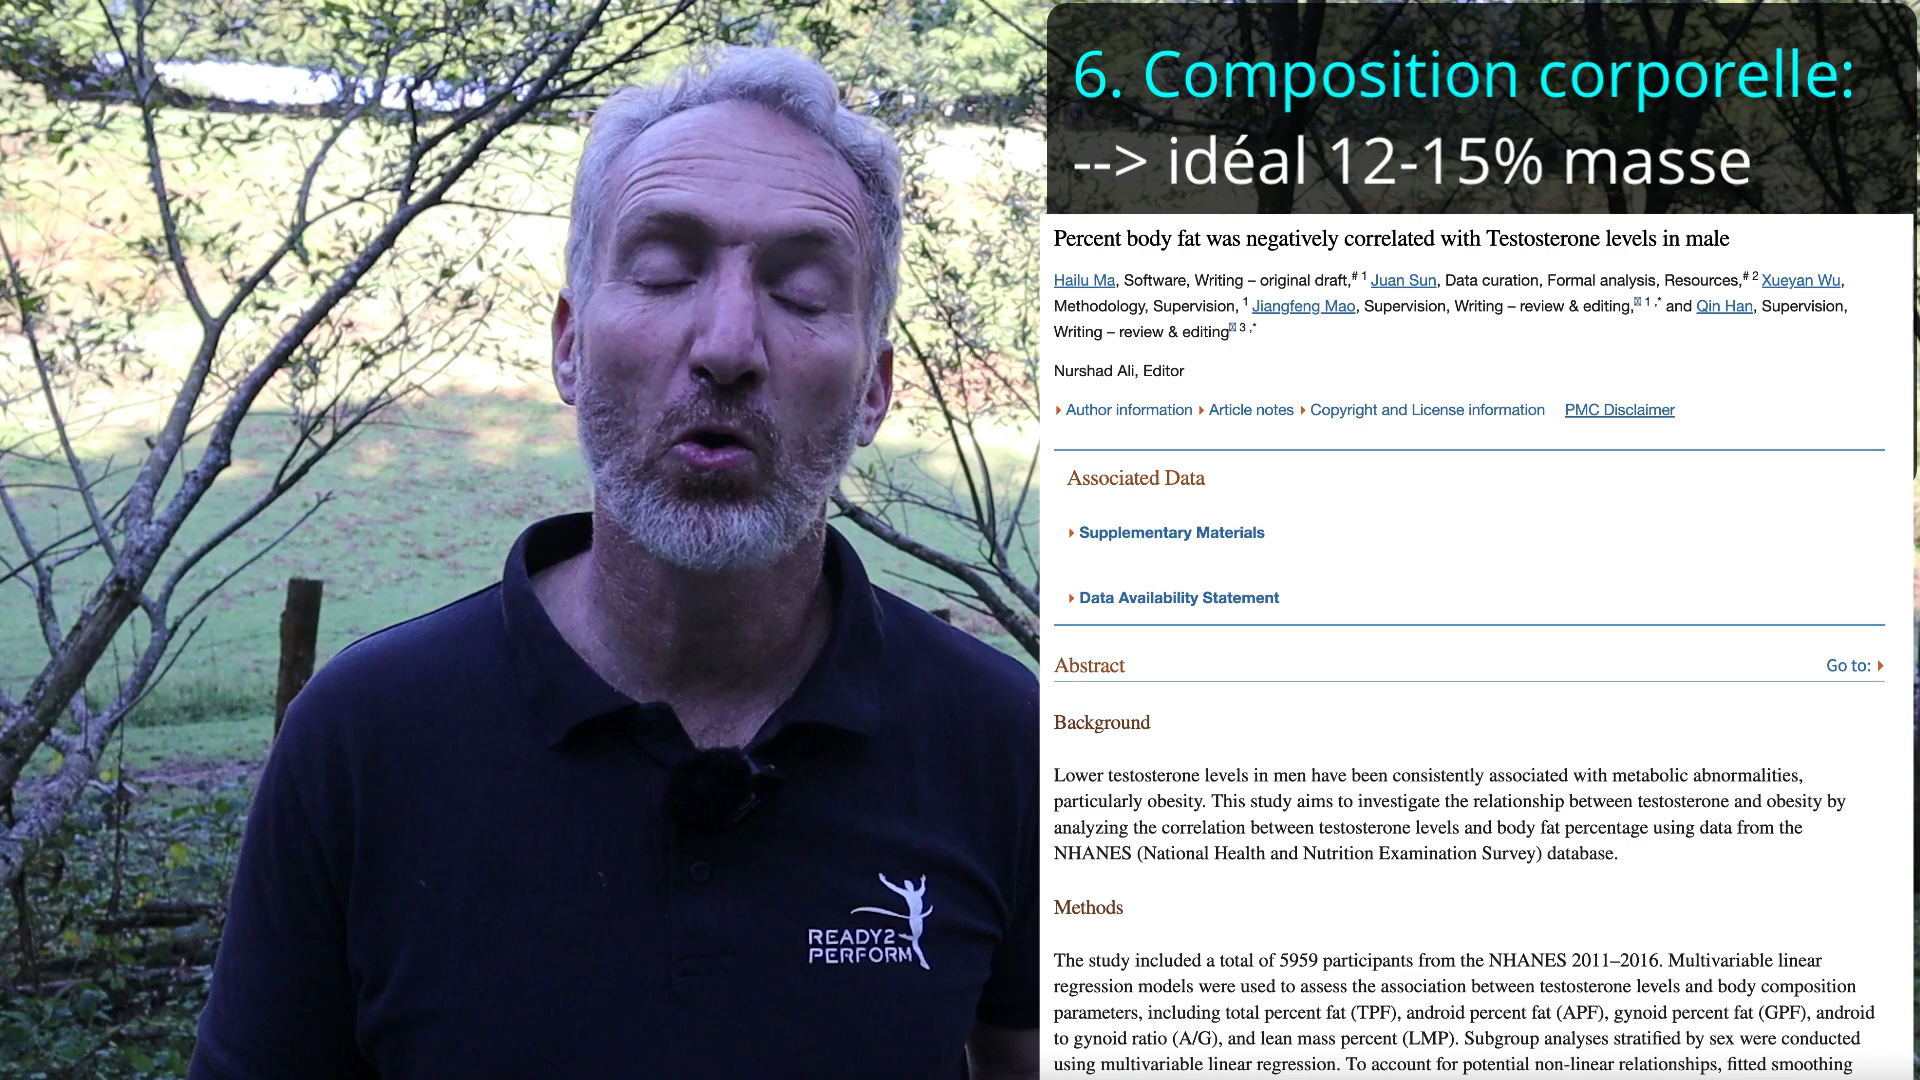 6. Composition corporelle:
--> idéal 12-15% masse
Percent body fat was negatively correlated with Testosterone levels in male
Hailu Ma, Software, Writing – original draft,# 1 Juan Sun, Data curation, Formal analysis, Resources,# 2 Xueyan Wu,
Methodology, Supervision, 1 Jiangfeng Mao, Supervision, Writing – review & editing, 1 ,* and Qin Han, Supervision,
Writing – review & editing 3 ,*
Nurshad Ali, Editor
Author information Article notes Copyright and License information PMC Disclaimer
Associated Data
Supplementary Materials
Data Availability Statement
Abstract Go to:
Background
Lower testosterone levels in men have been consistently associated with metabolic abnormalities,
particularly obesity. This study aims to investigate the relationship between testosterone and obesity by
analyzing the correlation between testosterone levels and body fat percentage using data from the
NHANES (National Health and Nutrition Examination Survey) database.
Methods
The study included a total of 5959 participants from the NHANES 2011–2016. Multivariable linear
regression models were used to assess the association between testosterone levels and body composition
parameters, including total percent fat (TPF), android percent fat (APF), gynoid percent fat (GPF), android
to gynoid ratio (A/G), and lean mass percent (LMP). Subgroup analyses stratified by sex were conducted
using multivariable linear regression. To account for potential non-linear relationships, fitted smoothing
READY2
PERFORM